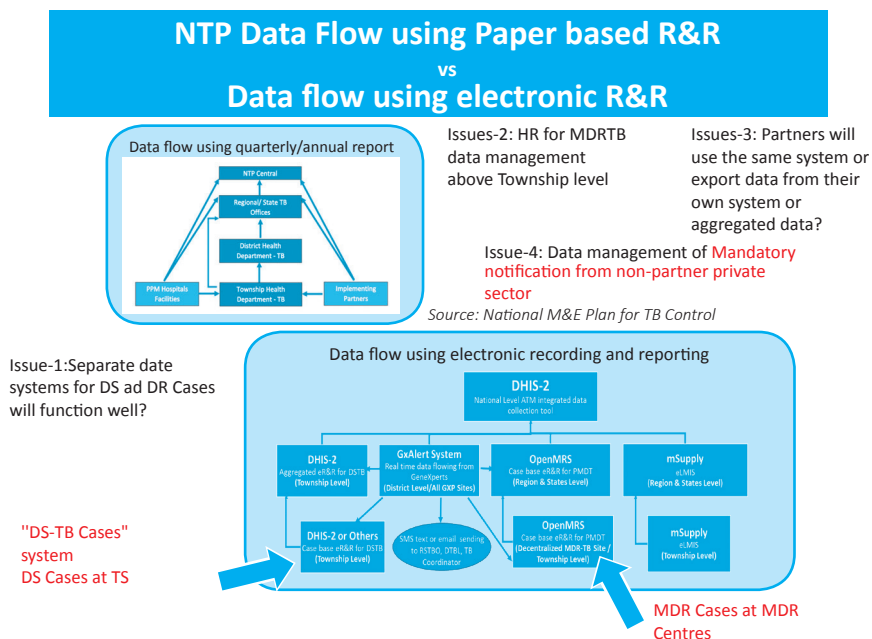 NTP Data Flow using Paper based R&R
vs
Data flow using electronic R&R
Data flow using quarterly/annual report
NTP Central
Regional/ State TB
Offices
District Health
Department - TB
PPM Hospitals
Facilities
Township Health
Department - TB
Implementing
Partners
Issues-2: HR for MDRTB
data management
above Township level
Issues-3: Partners will
use the same system or
export data from their
own system or
aggregated data?
Issue-4: Data management of Mandatory
notification from non-partner private
sector
Source: National M&E Plan for TB Control
Issue-1:Separate date
systems for DS ad DR Cases
will function well?
Data flow using electronic recording and reporting
DHIS-2
National Level ATM integrated data
collection tool
DHIS-2
Aggregated eR&R for DSTB
(Township Level)
GxAlert System
Real time data flowing from
GeneXperts
(District Level/All GXP Sites)
OpenMRS
Case base eR&R for PMDT
(Region & States Level)
mSupply
eLMIS
(Region & States Level)
DHIS-2 or Others
Case base eR&R for DSTB
(Township Level)
SMS text or email sending
to RSTBO, DTBL, TB
Coordinator
OpenMRS
Case base eR&R for PMDT
(Decentralized MDR-TB Site /
Township Level)
mSupply
eLMIS
(Township Level)
"DS-TB Cases"
system
DS Cases at TS
MDR Cases at MDR
Centres